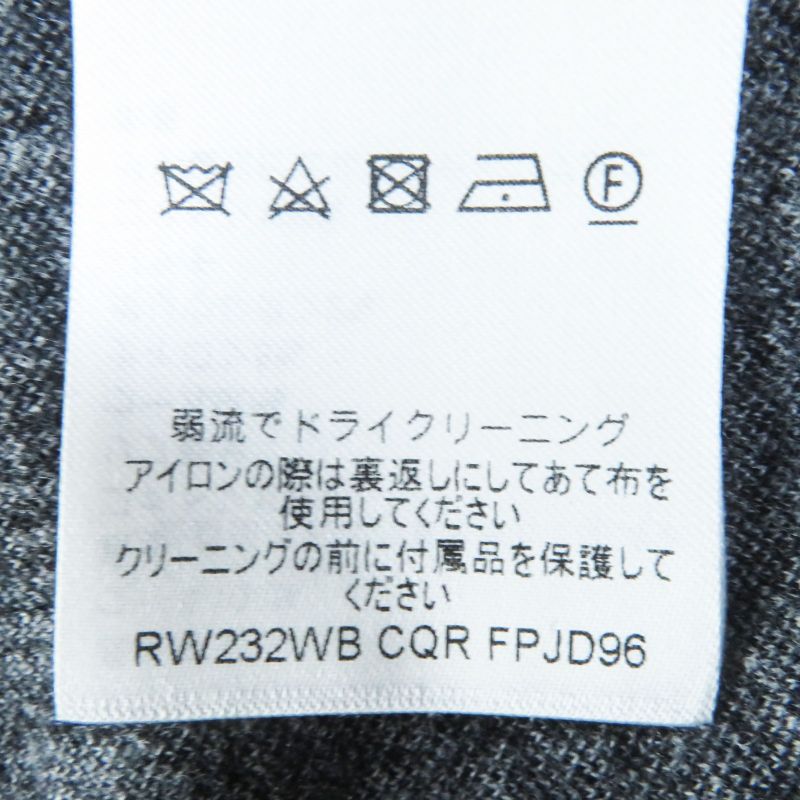 F
弱流でドライクリーニング
アイロンの際は裏返しにしてあて布を
使用してください
クリーニングの前に付属品を保護して
ください
RW232WB CQR FPJD96